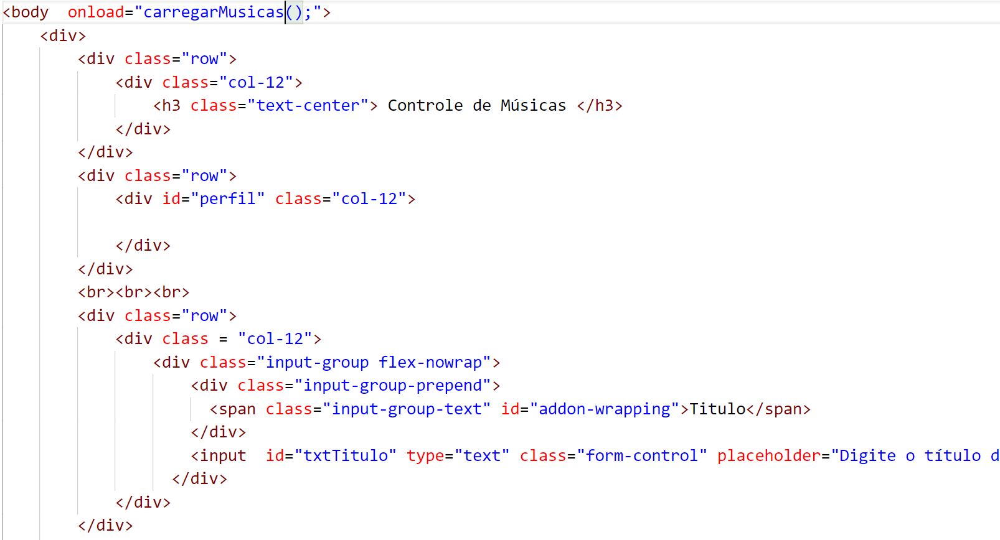 <body  onload="carregarMusicas();">
    <div>
        <div class="row">
            <div class="col-12">
                <h3 class="text-center"> Controle de Músicas </h3>
            </div>
        </div>
        <div class="row">
            <div id="perfil" class="col-12">

            </div>
        </div>
        <br><br><br>
        <div class="row">
            <div class = "col-12">
                <div class="input-group flex-nowrap">
                    <div class="input-group-prepend">
                      <span class="input-group-text" id="addon-wrapping">Titulo</span>
                    </div>
                    <input  id="txtTitulo" type="text" class="form-control" placeholder="Digite o título d
                  </div>
            </div>
        </div>